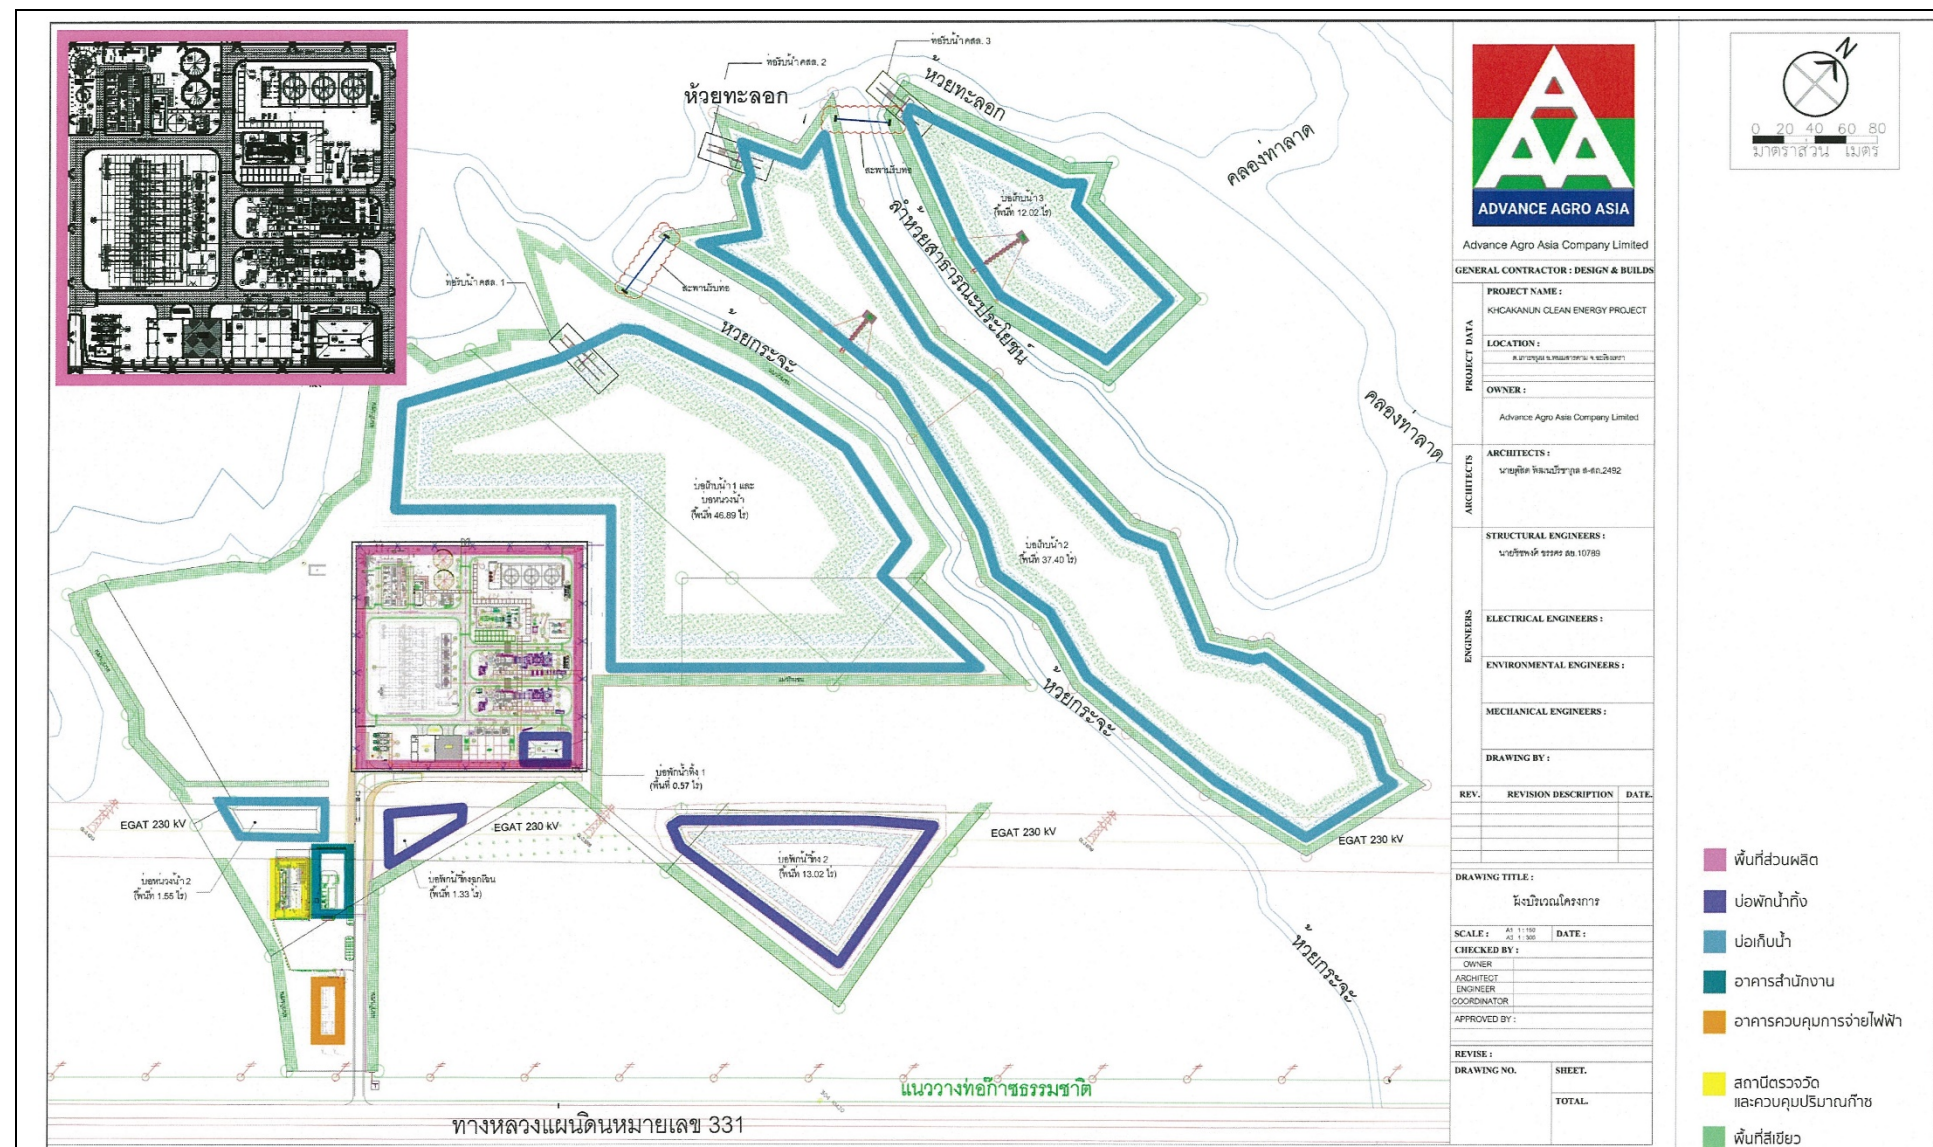 ท่อรับน้ำ คสล. 3
ท่อรับน้ำ คสล. 2
ห้วยทะลอก
ห้วยทะลอก
คลองท่าลาด
สะพานรับท่อ
บ่อเก็บน้ำ 3
(พื้นที่ 12.02 ไร่)
ลำห้วยสาธารณะประโยชน์
ท่อรับน้ำ คสล. 1
สะพานรับท่อ
ห้วยกระจะ
คลองท่าลาด
บ่อเก็บน้ำ 1 และ
บ่อหน่วงน้ำ
(พื้นที่ 46.89 ไร่)
บ่อเก็บน้ำ 2
(พื้นที่ 37.40 ไร่)
ห้วยกระจะ
บ่อพักน้ำทิ้ง 1
(พื้นที่ 0.57 ไร่)
EGAT 230 kV
EGAT 230 kV
EGAT 230 kV
EGAT 230 kV
บ่อหน่วงน้ำ 2
(พื้นที่ 1.55 ไร่)
บ่อพักน้ำทิ้งฉุกเฉิน
(พื้นที่ 1.33 ไร่)
บ่อพักน้ำทิ้ง 2
(พื้นที่ 13.02 ไร่)
ห้วยกระจะ
แนววางท่อก๊าซธรรมชาติ
ทางหลวงแผ่นดินหมายเลข 331
A
AA
ADVANCE AGRO ASIA
Advance Agro Asia Company Limited
GENERAL CONTRACTOR : DESIGN & BUILDS
PROJECT DATA
PROJECT NAME :
KHCAKANUN CLEAN ENERGY PROJECT
LOCATION :
OWNER :
Advance Agro Asia Company Limited
ARCHITECTS
ARCHITECTS :
ENGINEERS
STRUCTURAL ENGINEERS :
ELECTRICAL ENGINEERS :
ENVIRONMENTAL ENGINEERS :
MECHANICAL ENGINEERS :
DRAWING BY :
REV. REVISION DESCRIPTION DATE.
DRAWING TITLE :
ผังบริเวณโครงการ
SCALE : A1 1:150 A3 1:300 DATE :
CHECKED BY :
OWNER
ARCHITECT
ENGINEER
COORDINATOR
APPROVED BY :
REVISE :
DRAWING NO. SHEET.
TOTAL.
N
0 20 40 60 80
มาตราส่วน เมตร
พื้นที่ส่วนผลิต
บ่อพักน้ำทิ้ง
บ่อเก็บน้ำ
อาคารสำนักงาน
อาคารควบคุมการจ่ายไฟฟ้า
สถานีตรวจวัด
และควบคุมปริมาณก๊าซ
พื้นที่สีเขียว